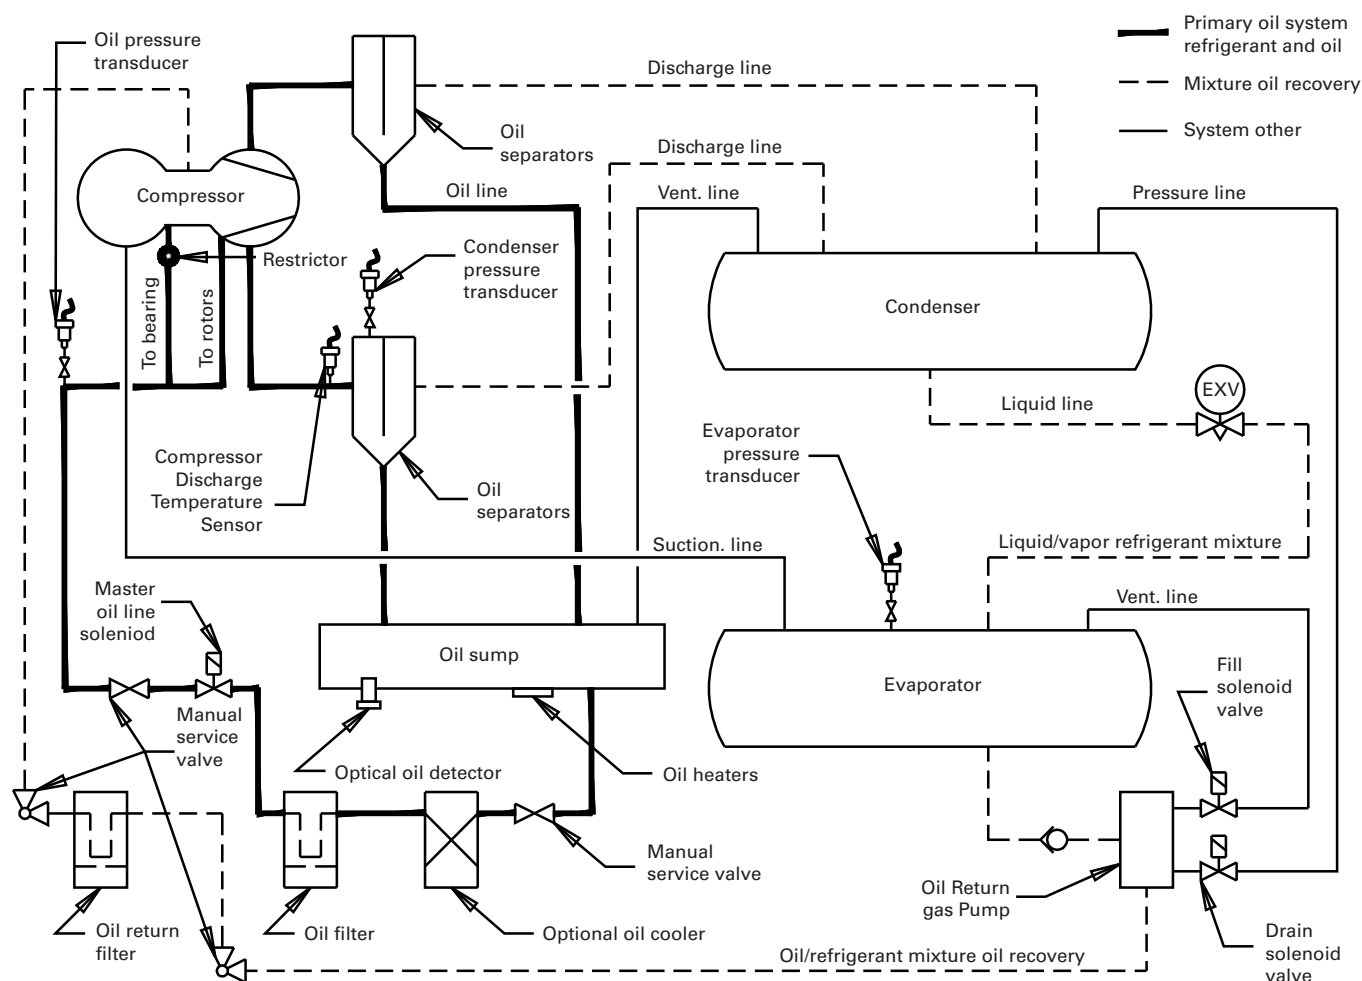 Oil pressure
transducer
Primary oil system
refrigerant and oil
Mixture oil recovery
System other
Discharge line
Oil
separators
Discharge line
Compressor
Oil line
Vent. line
Pressure line
Restrictor
Condenser
pressure
transducer
To bearing
To rotors
Condenser
EXV
Liquid line
Evaporator
pressure
transducer
Compressor
Discharge
Temperature
Sensor
Oil
separators
Suction. line
Liquid/vapor refrigerant mixture
Master
oil line
soleniod
Vent. line
Oil sump
Evaporator
Fill
solenoid
valve
Manual
service
valve
Optical oil detector
Oil heaters
Manual
service valve
Oil Return
gas Pump
Oil return
filter
Oil filter
Optional oil cooler
Oil/refrigerant mixture oil recovery
Drain
solenoid
valve